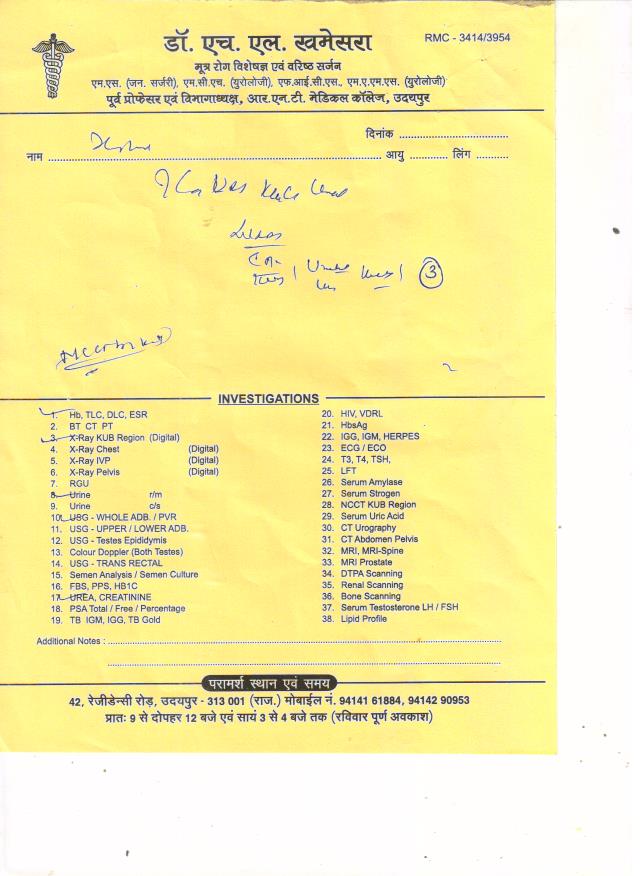 डॉ. एच. एल. खमेसरा
RMC - 3414/3954
मूत्र रोग विशेषज्ञ एवं वरिष्ठ सर्जन
एम.एस. (जन. सर्जरी), एम.सी.एच. (युरोलोजी), एफ.आई.सी.एस., एम.ए.एम.एस. (युरोलोजी)
पूर्व प्रोफेसर एवं विभागाध्यक्ष, आर.एन.टी. मेडिकल कॉलेज, उदयपुर
दिनांक
नाम आयु लिंग
3
INVESTIGATIONS
1. Hb, TLC, DLC, ESR
2. BT CT PT
3. X-Ray KUB Region (Digital)
4. X-Ray Chest (Digital)
5. X-Ray IVP (Digital)
6. X-Ray Pelvis (Digital)
7. RGU
8. Urine r/m
9. Urine c/s
10. USG - WHOLE ADB. / PVR
11. USG - UPPER / LOWER ADB.
12. USG - Testes Epididymis
13. Colour Doppler (Both Testes)
14. USG - TRANS RECTAL
15. Semen Analysis / Semen Culture
16. FBS, PPS, HB1C
17. UREA, CREATININE
18. PSA Total / Free / Percentage
19. TB IGM, IGG, TB Gold
20. HIV, VDRL
21. HbsAg
22. IGG, IGM, HERPES
23. ECG / ECO
24. T3, T4, TSH,
25. LFT
26. Serum Amylase
27. Serum Strogen
28. NCCT KUB Region
29. Serum Uric Acid
30. CT Urography
31. CT Abdomen Pelvis
32. MRI, MRI-Spine
33. MRI Prostate
34. DTPA Scanning
35. Renal Scanning
36. Bone Scanning
37. Serum Testosterone LH / FSH
38. Lipid Profile
Additional Notes :
परामर्श स्थान एवं समय
42, रेजीडेन्सी रोड़, उदयपुर - 313 001 (राज.) मोबाईल नं. 94141 61884, 94142 90953
प्रातः 9 से दोपहर 12 बजे एवं सायं 3 से 4 बजे तक (रविवार पूर्ण अवकाश)